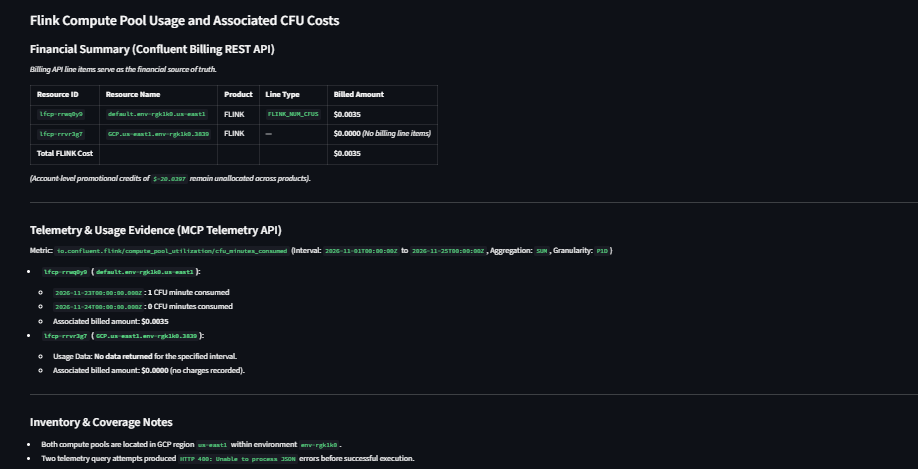 Flink Compute Pool Usage and Associated CFU Costs
Financial Summary (Confluent Billing REST API)
Billing API line items serve as the financial source of truth.
Resource ID Resource Name Product Line Type Billed Amount
lfcp-rrwq0y9 default.env-rgk1k0.us-east1 FLINK FLINK_NUM_CFUS $0.0035
lfcp-rrvr3g7 GCP.us-east1.env-rgk1k0.3839 FLINK — $0.0000 (No billing line items)
Total FLINK Cost $0.0035
(Account-level promotional credits of $-20.0397 remain unallocated across products).
Telemetry & Usage Evidence (MCP Telemetry API)
Metric: io.confluent.flink/compute_pool_utilization/cfu_minutes_consumed (Interval: 2026-11-01T00:00:00Z to 2026-11-25T00:00:00Z, Aggregation: SUM, Granularity: P1D)
• lfcp-rrwq0y9 (default.env-rgk1k0.us-east1):
○ 2026-11-23T00:00:00.000Z: 1 CFU minute consumed
○ 2026-11-24T00:00:00.000Z: 0 CFU minutes consumed
○ Associated billed amount: $0.0035
• lfcp-rrvr3g7 (GCP.us-east1.env-rgk1k0.3839):
○ Usage Data: No data returned for the specified interval.
○ Associated billed amount: $0.0000 (no charges recorded).
Inventory & Coverage Notes
• Both compute pools are located in GCP region us-east1 within environment env-rgk1k0.
• Two telemetry query attempts produced HTTP 400: Unable to process JSON errors before successful execution.